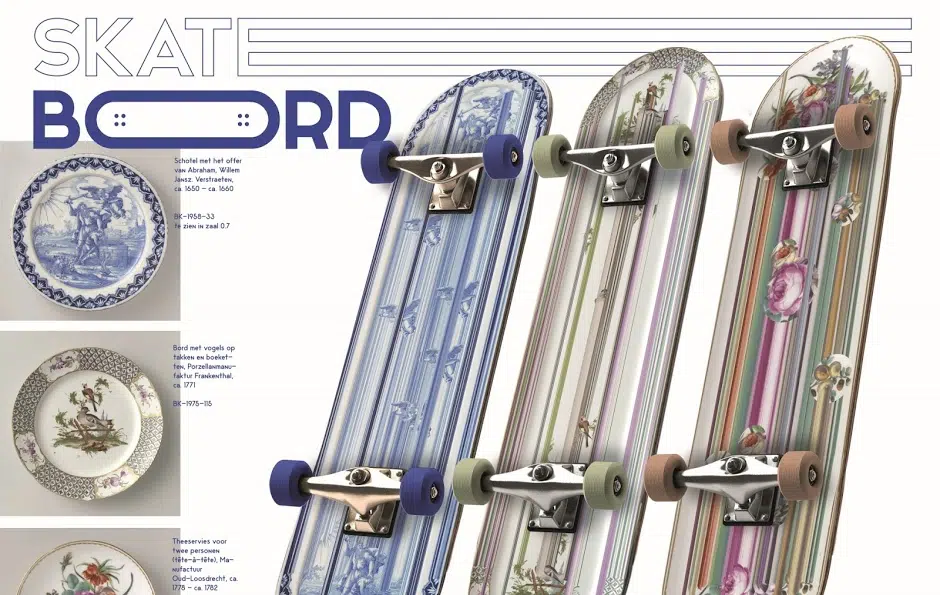 SKATE
BOORD
Schotel met het offer
van Abraham, Willem
Jansz. Verstraeten,
ca. 1650 – ca. 1660
BK-1958-33
te zien in zaal 0.7
Bord met vogels op
takken en boeket-
ten, Porzellanmanu-
faktur Frankenthal,
ca. 1771
BK-1975-115
Theeservies voor
twee personen
(tête-à-tête), Ma-
nufactuur
Oud-Loosdrecht, ca.
1778 – ca. 1782